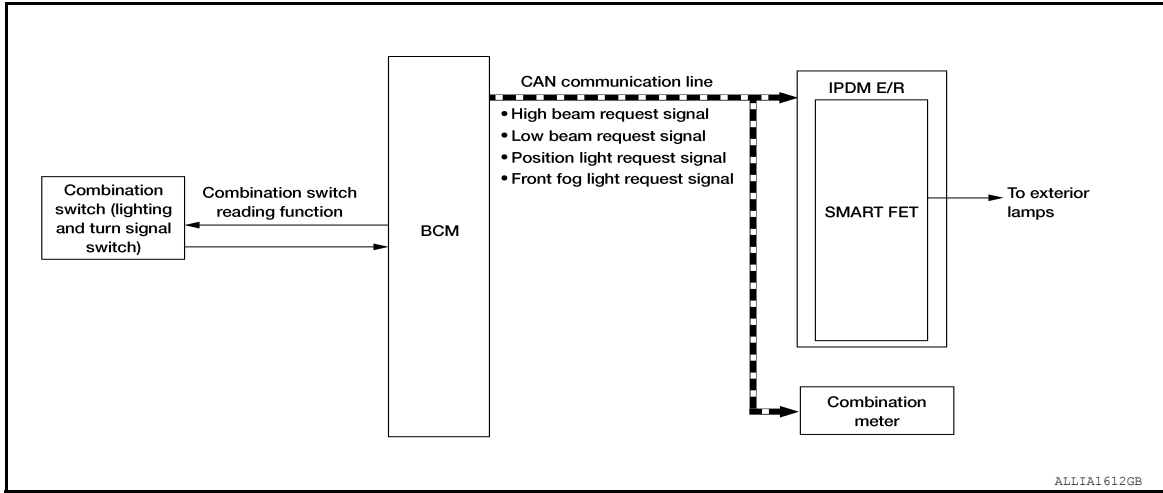 CAN communication line
• High beam request signal
• Low beam request signal
• Position light request signal
• Front fog light request signal
IPDM E/R
SMART FET
To exterior
lamps
Combination
switch (lighting
and turn signal
switch)
Combination switch
reading function
BCM
Combination
meter
ALLIA1612GB